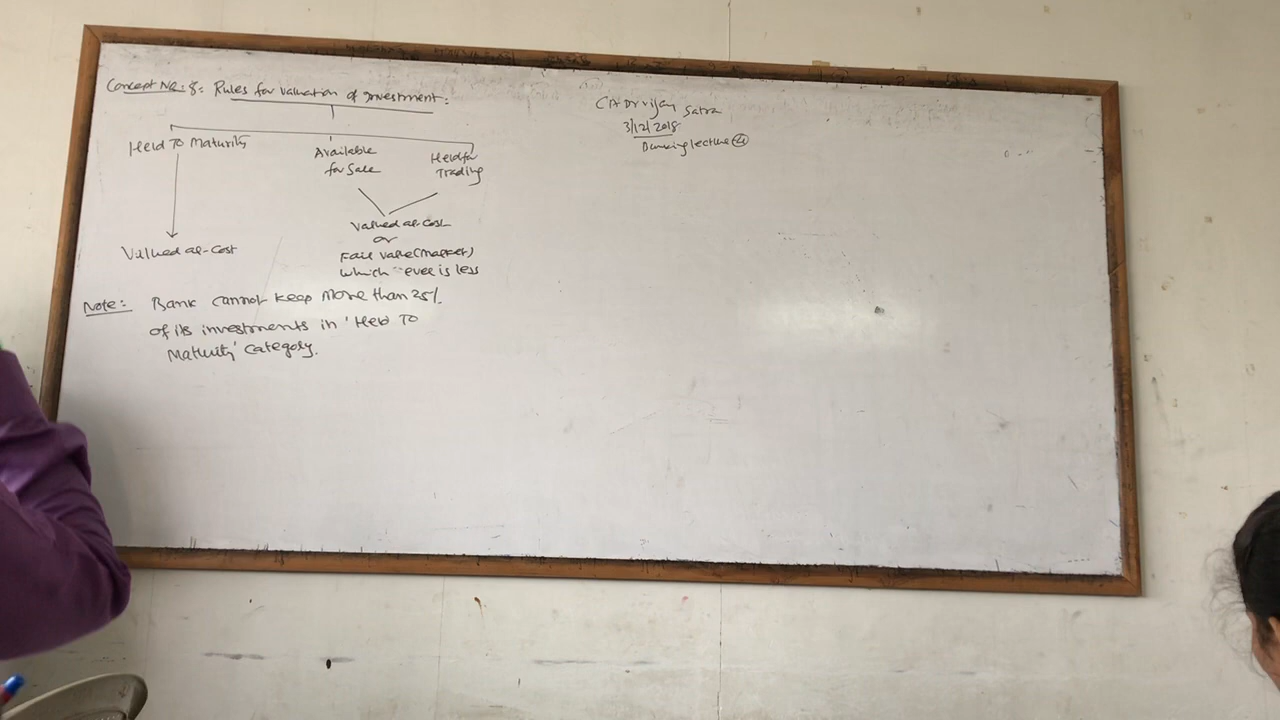 Concept No: 8: Rules for valuation of Investment:
Held To Maturity
Available
for Sale
Held for
Trading
Valued at Cost
Valued at Cost
or
Fair value (Market)
which ever is less
Note: Bank cannot keep more than 25%
of its investments in 'Held To
Maturity' category.
CA Dr Vijay Satra
3/12/2018
Banking lecture